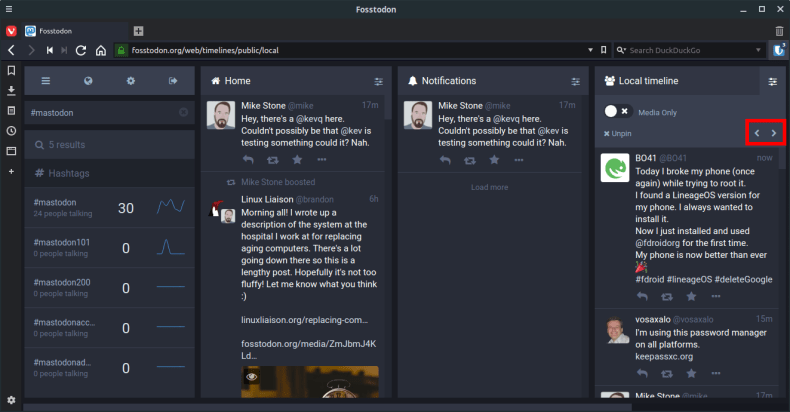 Fosstodon
Fosstodon
fosstodon.org/web/timelines/public/local
Search DuckDuckGo
3
#mastodon
5 results
# Hashtags
#mastodon
24 people talking
30
#mastodon101
0 people talking
0
#mastodon200
0 people talking
0
#mastodonacc...
0 people talking
0
#mastodonad...
0 people talking
0
Home
Mike Stone @mike 17m
Hey, there's a @kevq here.
Couldn't possibly be that @kev is
testing something could it? Nah.
Mike Stone boosted
Linux Liaison @brandon 6h
Morning all! I wrote up a
description of the system at the
hospital I work at for replacing
aging computers. There's a lot
going down there so this is a
lengthy post. Hopefully it's not too
fluffy! Let me know what you think
:)
linuxliaison.org/replacing-com...
fosstodon.org/media/ZmJbmJ4K
Ld...
Notifications
Mike Stone @mike 17m
Hey, there's a @kevq here.
Couldn't possibly be that @kev is
testing something could it? Nah.
Load more
Local timeline
Media Only
Unpin
BO41 @BO41 now
Today I broke my phone (once
again) while trying to root it.
I found a LineageOS version for
my phone. I always wanted to
install it.
Now I just installed and used
@fdroidorg for the first time.
My phone is now better than ever
#fdroid #lineageOS #deleteGoogle
vosaxalo @vosaxalo 15m
I'm using this password manager
on all platforms.
keepassxc.org
Mike Stone @mike 17m